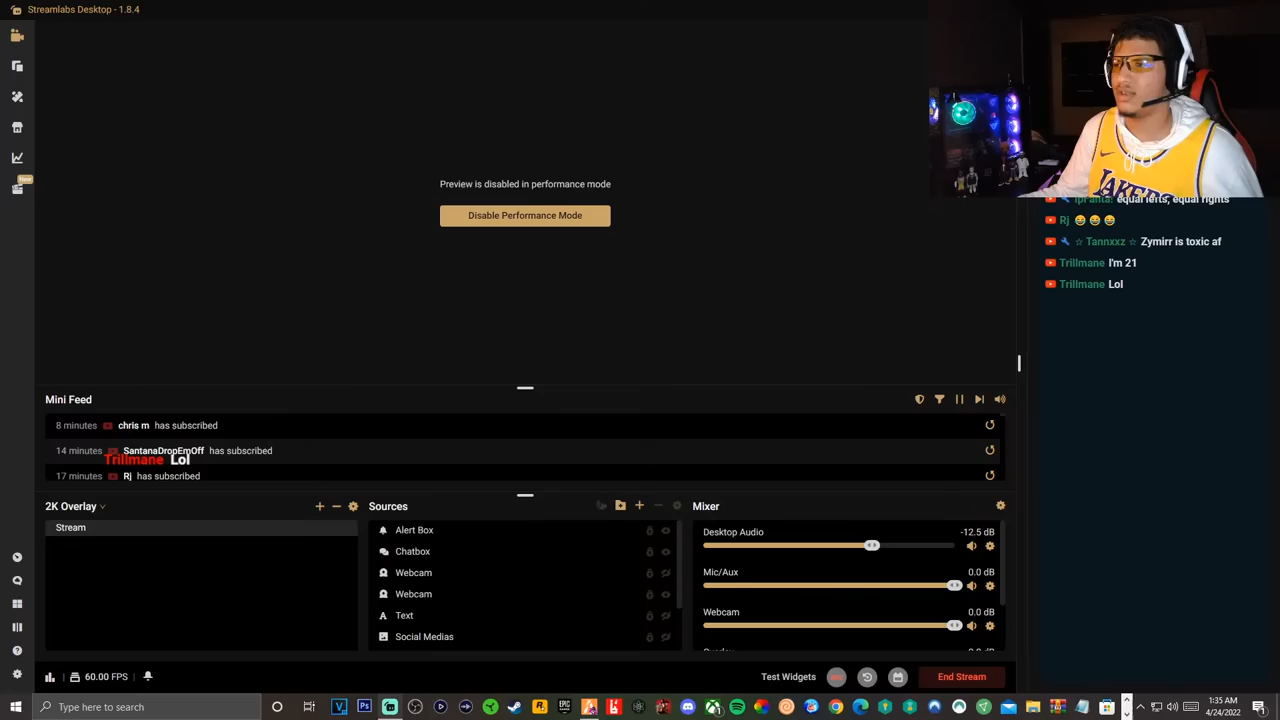 Streamlabs Desktop - 1.8.4
New
Preview is disabled in performance mode
Disable Performance Mode
LAKERS
equal lefts, equal rights
Rj 😂😂😂
☆ Tannxxz ☆ Zymirr is toxic af
Trillmane I'm 21
Trillmane Lol
Mini Feed
8 minutes chris m has subscribed
14 minutes SantanaDropEmOff has subscribed
Trillmane Lol
17 minutes Rj has subscribed
2K Overlay
Stream
Sources
Alert Box
Chatbox
Webcam
Webcam
Text
Social Medias
Mixer
Desktop Audio -12.5 dB
Mic/Aux 0.0 dB
Webcam 0.0 dB
60.00 FPS
Test Widgets
REC
End Stream
Type here to search
1:35 AM
4/24/2022